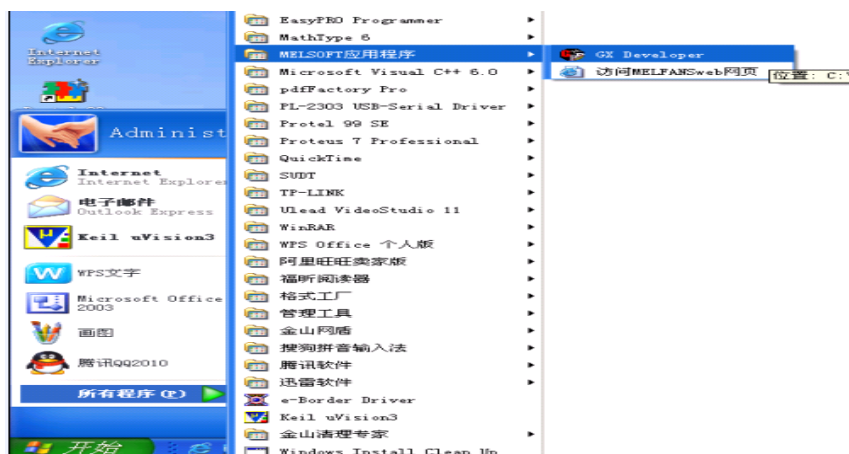 Internet
Explorer
Administ
Internet
Internet Explorer
电子邮件
Outlook Express
Keil uVision3
WPS文字
Microsoft Office
2003
画图
腾讯QQ2010
所有程序(P)
开始
EasyPRO Programmer
MathType 6
MELSOFT应用程序
Microsoft Visual C++ 6.0
pdfFactory Pro
PL-2303 USB-Serial Driver
Protel 99 SE
Proteus 7 Professional
QuickTime
SUDT
TP-LINK
Ulead VideoStudio 11
WinRAR
WPS Office 个人版
阿里旺旺卖家版
福昕阅读器
格式工厂
管理工具
金山网盾
搜狗拼音输入法
腾讯软件
迅雷软件
e-Border Driver
Keil uVision3
金山清理专家
Windows Install Clean Up
GX Developer
访问MELFANSweb网页
位置: C:\